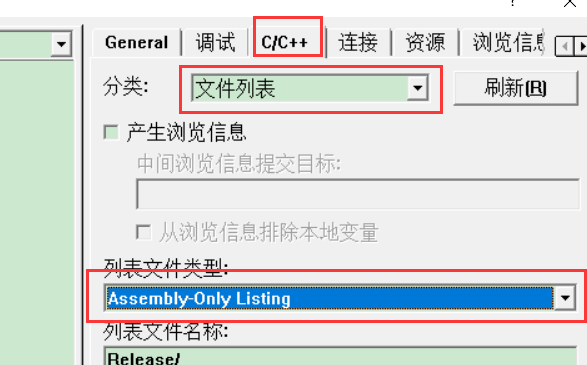 General 调试 C/C++ 连接 资源 浏览信息
分类: 文件列表 刷新(R)
产生浏览信息
中间浏览信息提交目标:
从浏览信息排除本地变量
列表文件类型:
Assembly-Only Listing
列表文件名称:
Release/